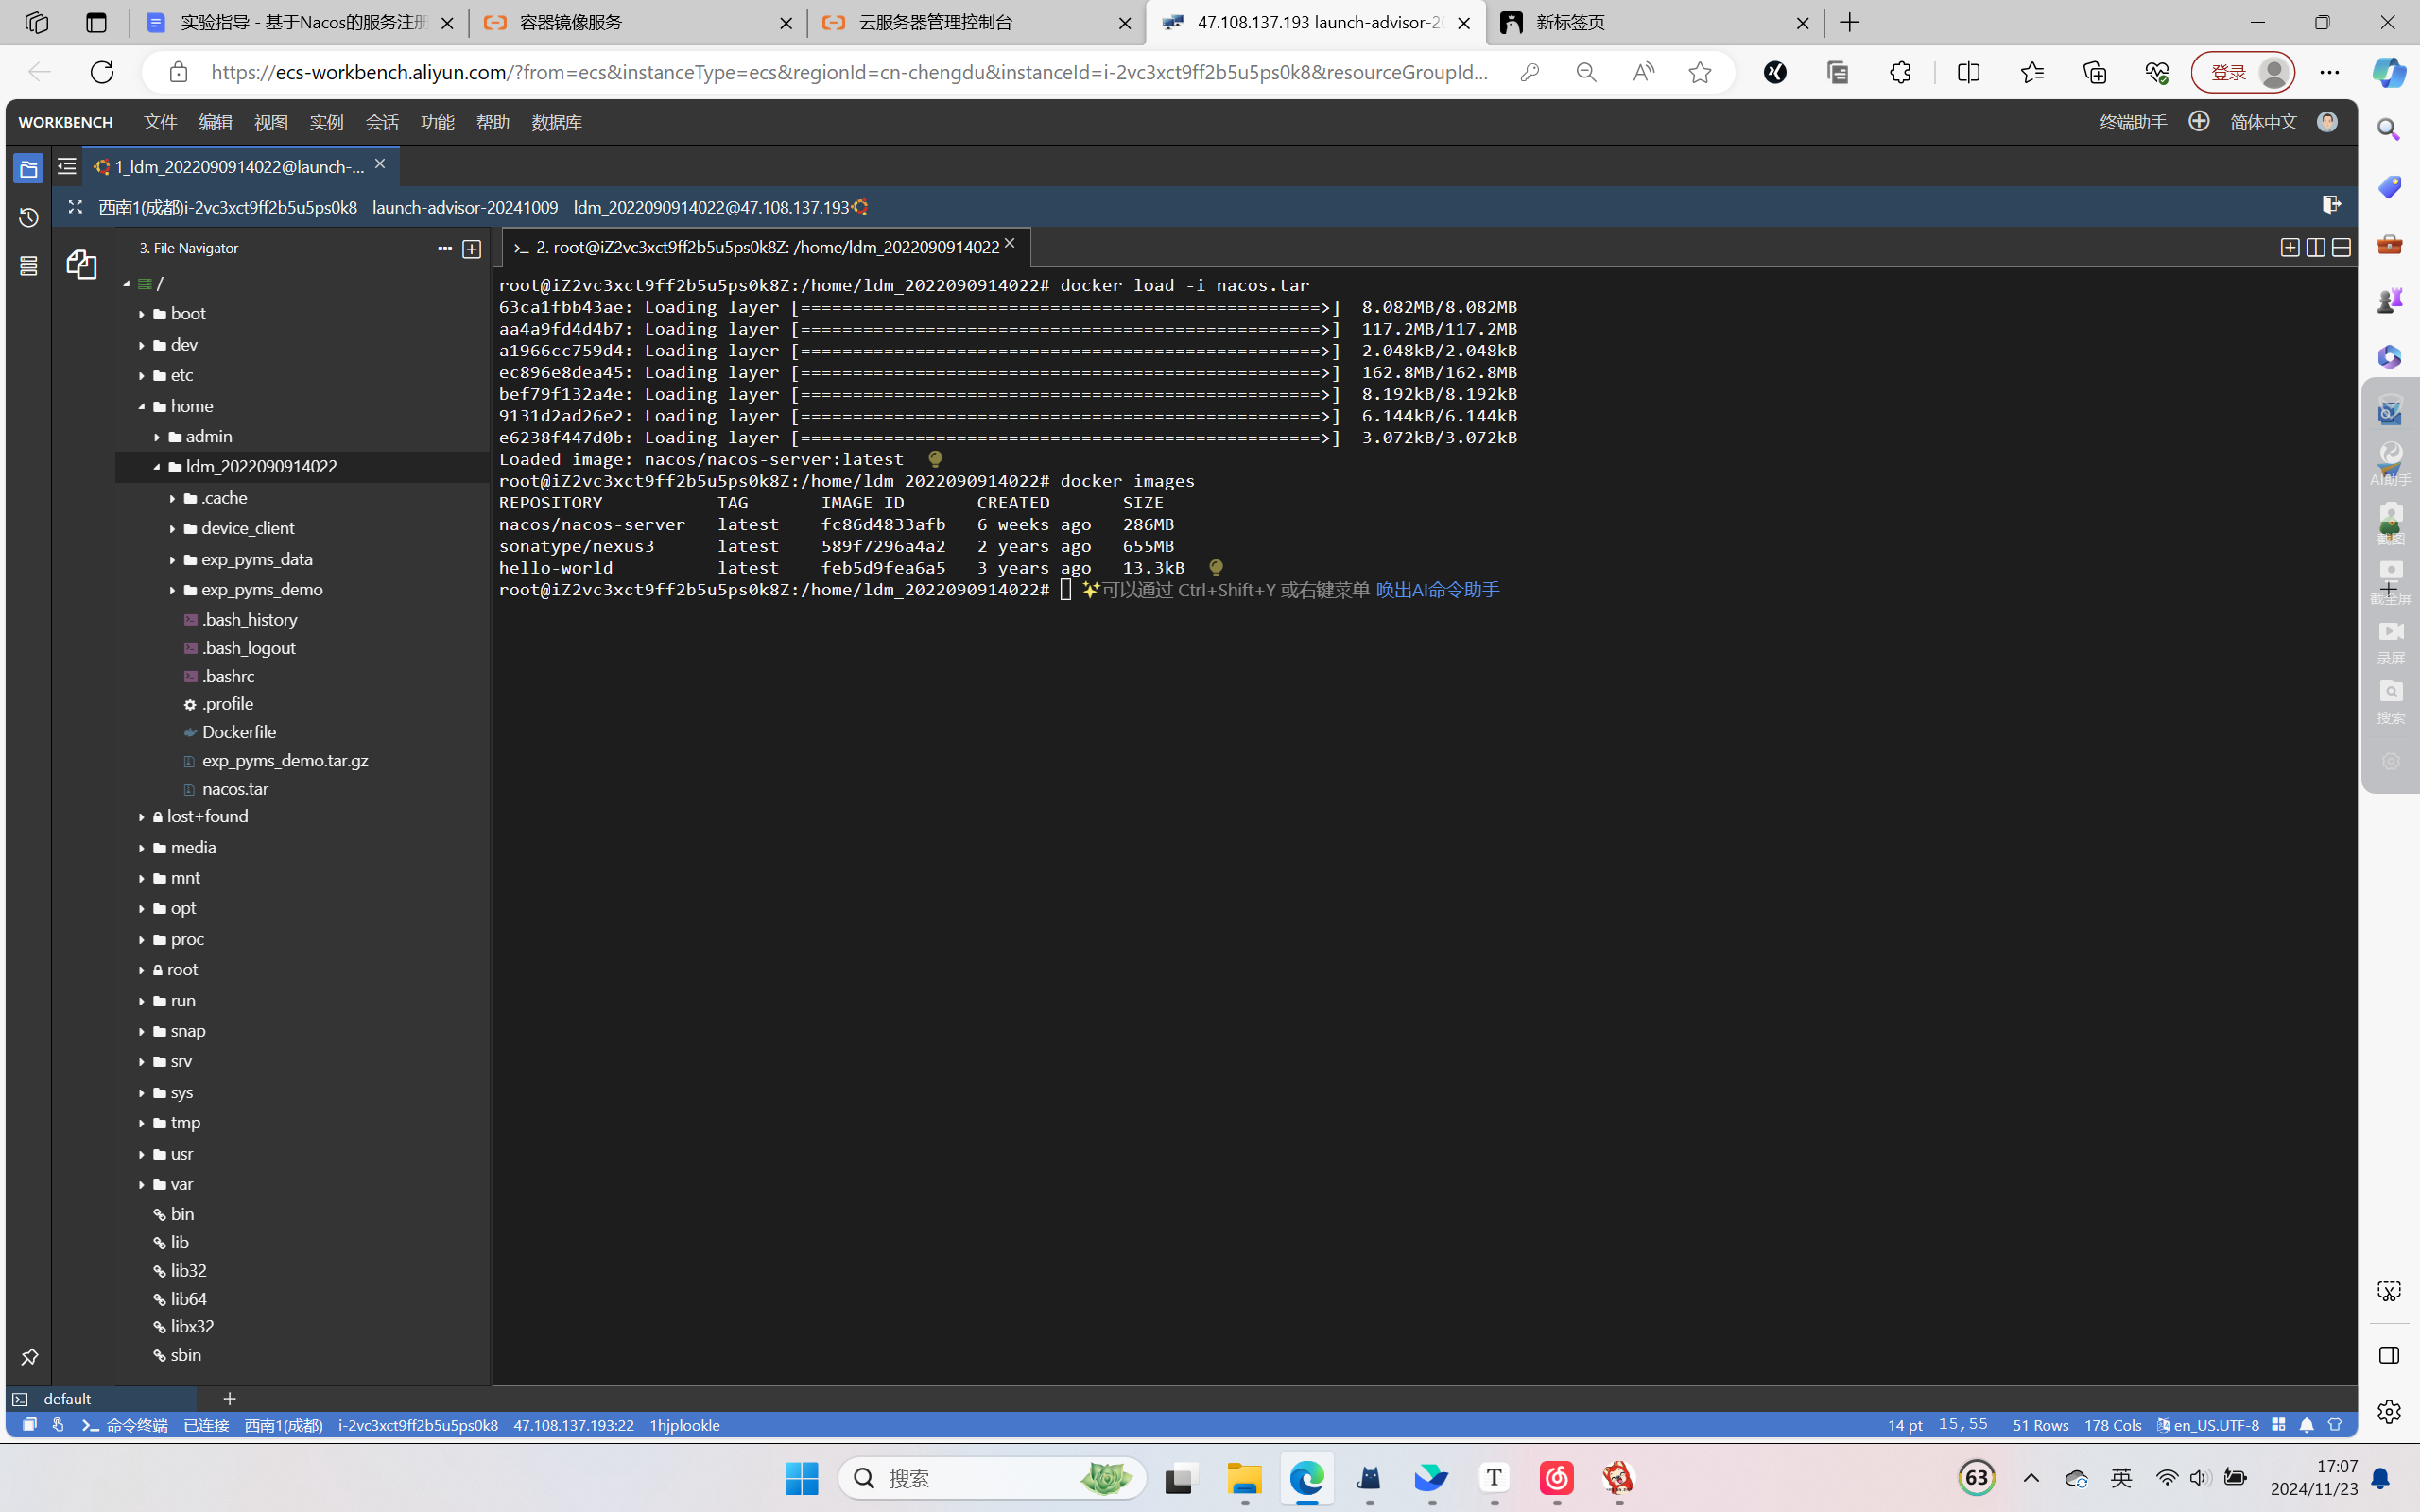 实验指导 - 基于Nacos的服务注册
容器镜像服务
云服务器管理控制台
47.108.137.193 launch-advisor-20
新标签页
https://ecs-workbench.aliyun.com/?from=ecs&instanceType=ecs&regionId=cn-chengdu&instanceId=i-2vc3xct9ff2b5u5ps0k8&resourceGroupId...
登录
WORKBENCH 文件 编辑 视图 实例 会话 功能 帮助 数据库
终端助手 简体中文
1_ldm_2022090914022@launch-...
西南1(成都)i-2vc3xct9ff2b5u5ps0k8 launch-advisor-20241009 ldm_2022090914022@47.108.137.193
3. File Navigator
/
boot
dev
etc
home
admin
ldm_2022090914022
.cache
device_client
exp_pyms_data
exp_pyms_demo
.bash_history
.bash_logout
.bashrc
.profile
Dockerfile
exp_pyms_demo.tar.gz
nacos.tar
lost+found
media
mnt
opt
proc
root
run
snap
srv
sys
tmp
usr
var
bin
lib
lib32
lib64
libx32
sbin
2. root@iZ2vc3xct9ff2b5u5ps0k8Z: /home/ldm_2022090914022
root@iZ2vc3xct9ff2b5u5ps0k8Z:/home/ldm_2022090914022# docker load -i nacos.tar
63ca1fbb43ae: Loading layer [==================================================>] 8.082MB/8.082MB
aa4a9fd4d4b7: Loading layer [==================================================>] 117.2MB/117.2MB
a1966cc759d4: Loading layer [==================================================>] 2.048kB/2.048kB
ec896e8dea45: Loading layer [==================================================>] 162.8MB/162.8MB
bef79f132a4e: Loading layer [==================================================>] 8.192kB/8.192kB
9131d2ad26e2: Loading layer [==================================================>] 6.144kB/6.144kB
e6238f447d0b: Loading layer [==================================================>] 3.072kB/3.072kB
Loaded image: nacos/nacos-server:latest
root@iZ2vc3xct9ff2b5u5ps0k8Z:/home/ldm_2022090914022# docker images
REPOSITORY TAG IMAGE ID CREATED SIZE
nacos/nacos-server latest fc86d4833afb 6 weeks ago 286MB
sonatype/nexus3 latest 589f7296a4a2 2 years ago 655MB
hello-world latest feb5d9fea6a5 3 years ago 13.3kB
root@iZ2vc3xct9ff2b5u5ps0k8Z:/home/ldm_2022090914022# ✨可以通过 Ctrl+Shift+Y 或右键菜单 唤出AI命令助手
AI助手
截图
截全屏
录屏
搜索
default
命令终端 已连接 西南1(成都) i-2vc3xct9ff2b5u5ps0k8 47.108.137.193:22 1hjplookle
14 pt 15,55 51 Rows 178 Cols en_US.UTF-8
搜索
T
63
英
17:07
2024/11/23